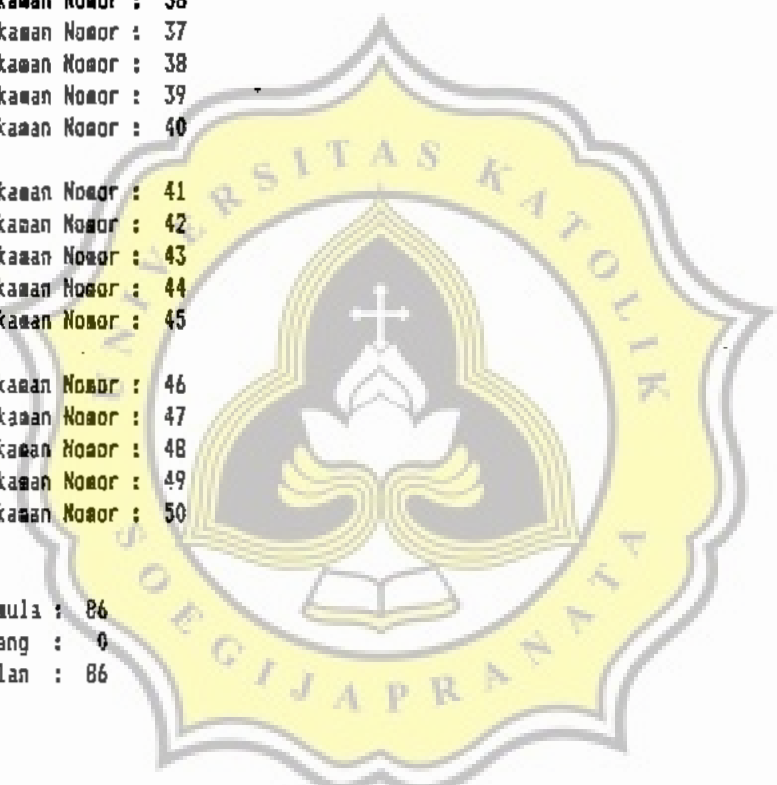 kaman Nomor : 36
kaman Nomor : 37
kaman Nomor : 38
kaman Nomor : 39
kaman Nomor : 40
kaman Nomor : 41
kaman Nomor : 42
kaman Nomor : 43
kaman Nomor : 44
kaman Nomor : 45
kaman Nomor : 46
kaman Nomor : 47
kaman Nomor : 48
kaman Nomor : 49
kaman Nomor : 50
mula : 86
ang : 0
lan : 86
UNIVERSITAS KATOLIK
SOEGIJAPRANATA